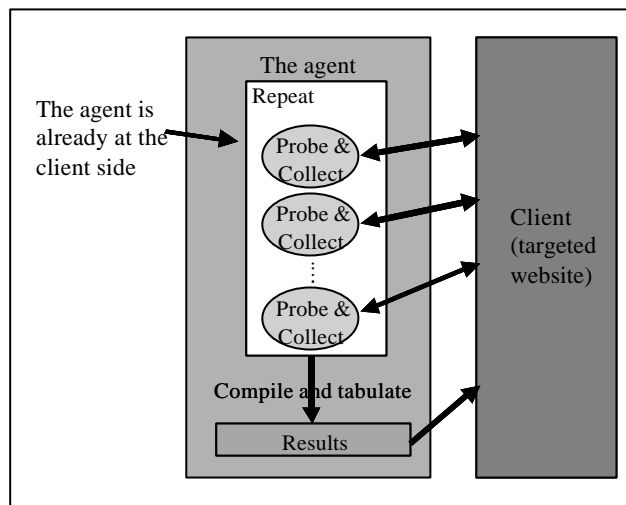 The agent
Repeat
The agent is
already at the
client side
Probe &
Collect
Probe &
Collect
Probe &
Collect
Client
(targeted
website)
Compile and tabulate
Results